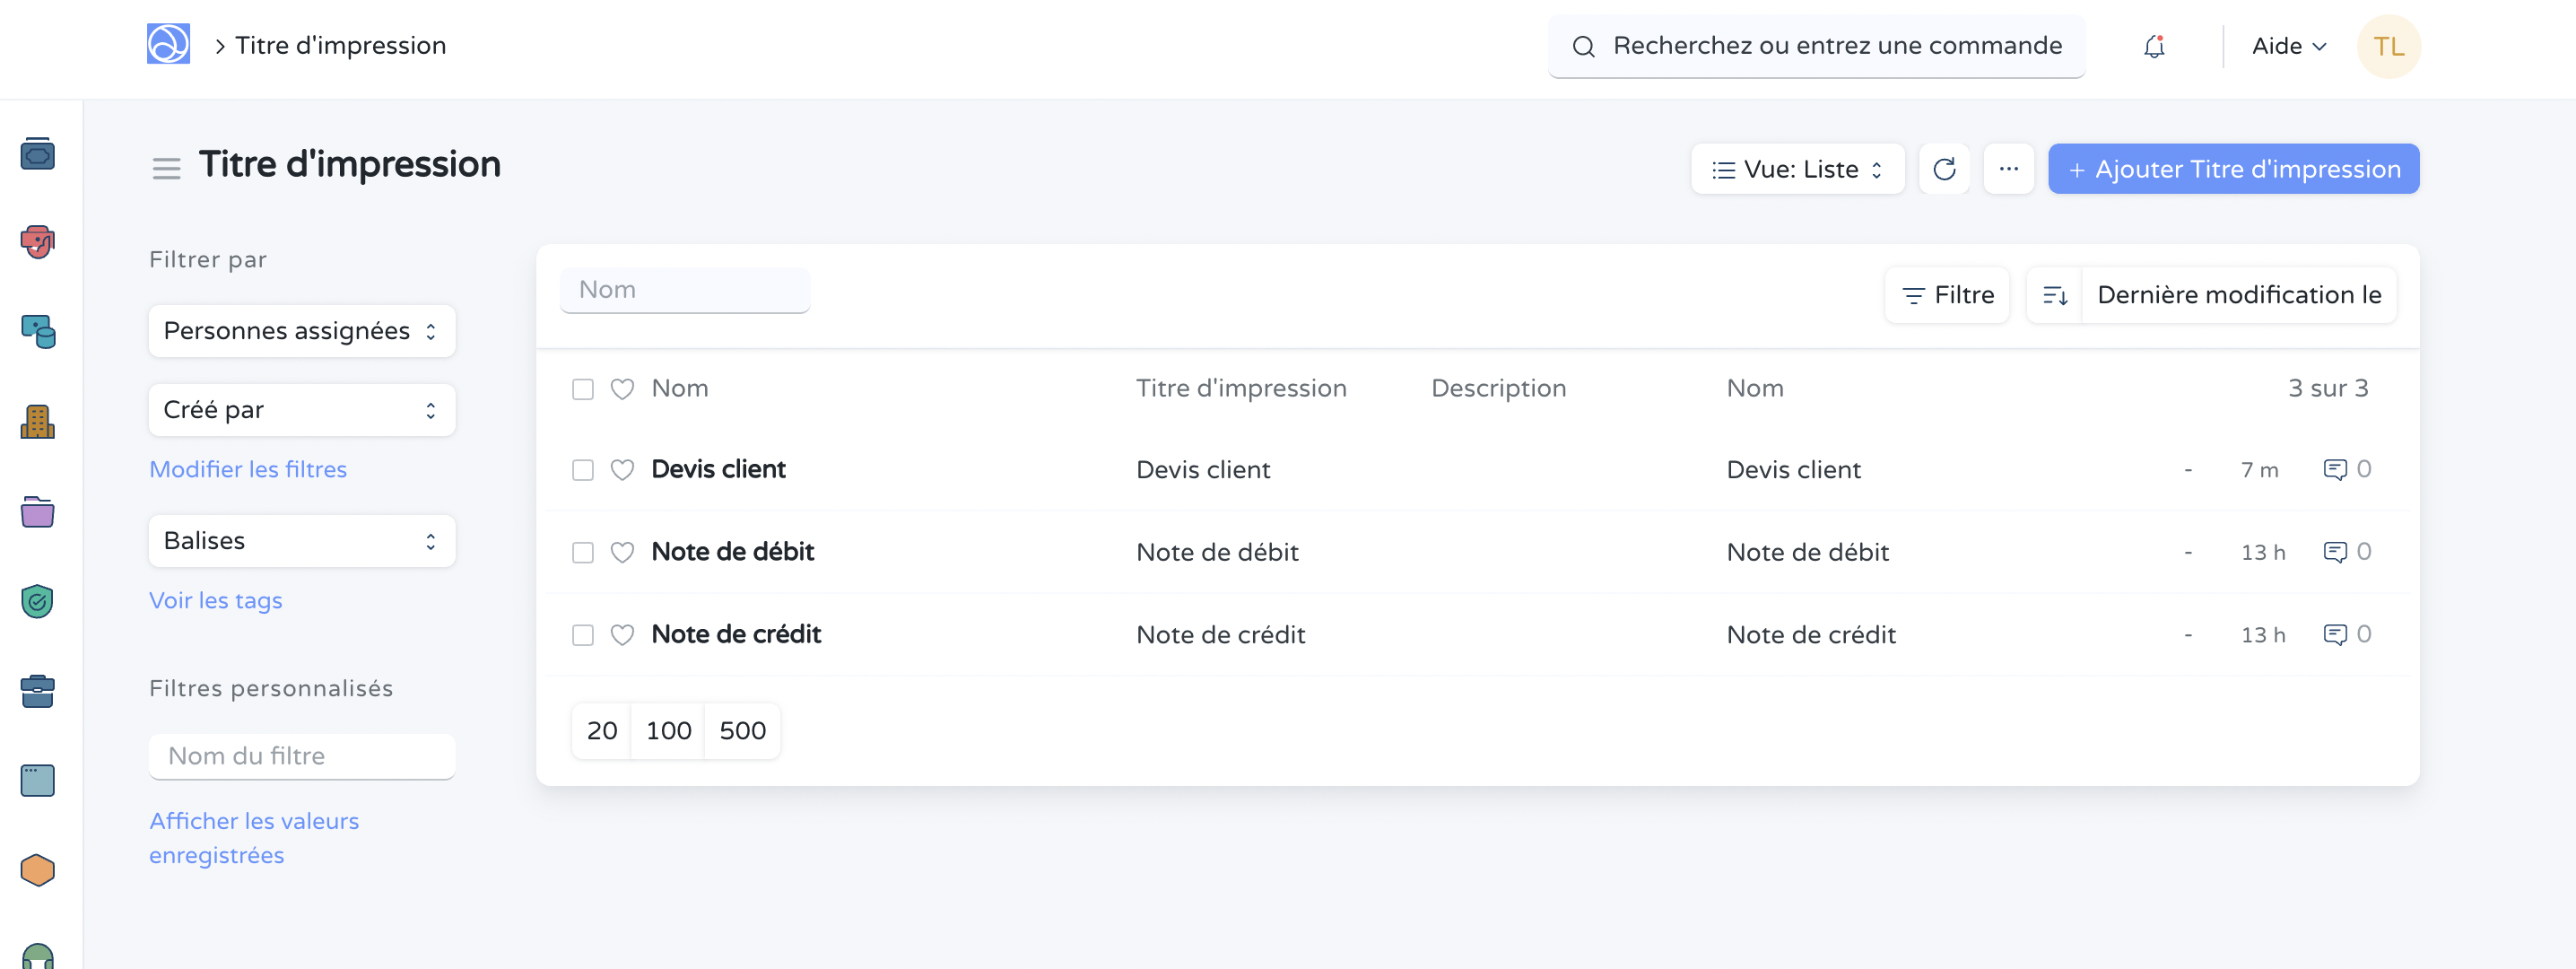 Titre d'impression
Recherchez ou entrez une commande
Aide
TL
Titre d'impression
Vue: Liste
+ Ajouter Titre d'impression
Filtrer par
Personnes assignées
Créé par
Modifier les filtres
Balises
Voir les tags
Filtres personnalisés
Nom du filtre
Afficher les valeurs
enregistrées
Nom
Filtre
Dernière modification le
Nom Titre d'impression Description Nom 3 sur 3
Devis client Devis client Devis client - 7 m 0
Note de débit Note de débit Note de débit - 13 h 0
Note de crédit Note de crédit Note de crédit - 13 h 0
20 100 500